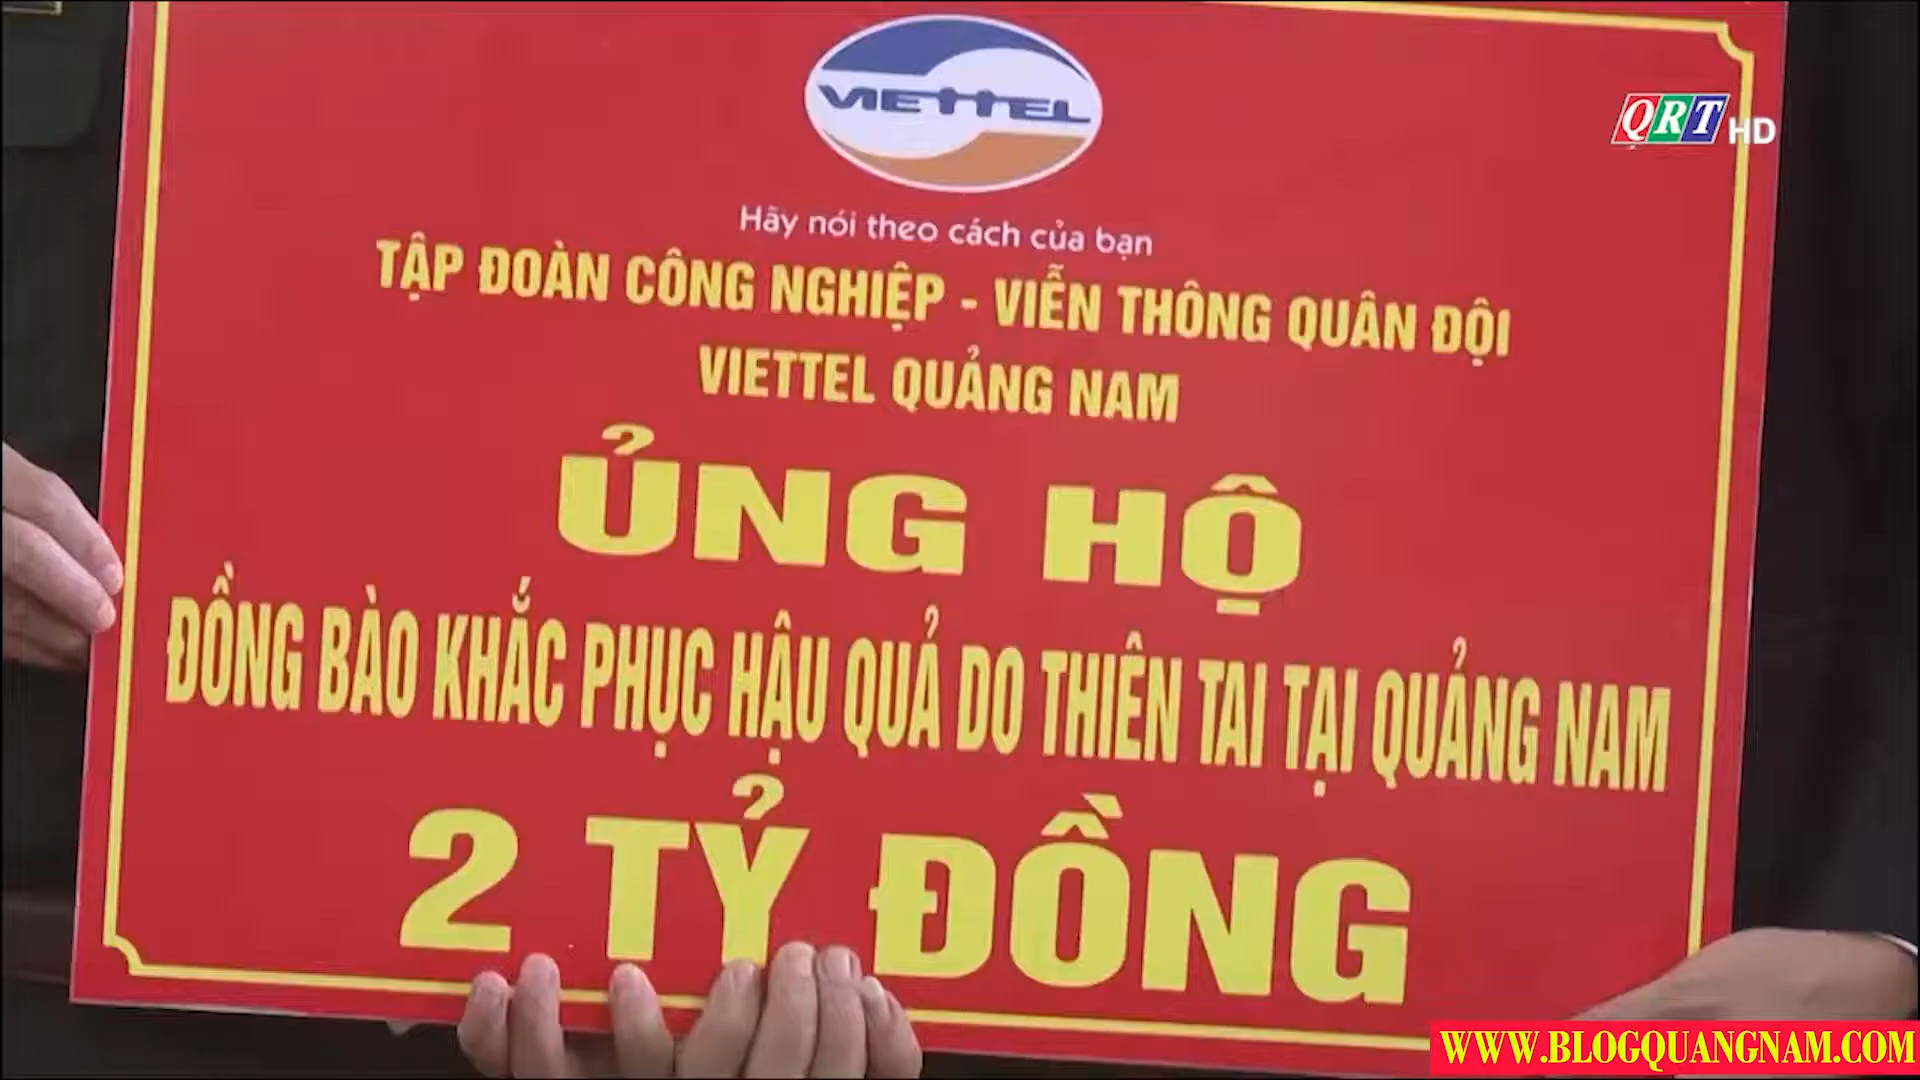 VIETTEL
QRT HD
Hãy nói theo cách của bạn
TẬP ĐOÀN CÔNG NGHIỆP - VIỄN THÔNG QUÂN ĐỘI
VIETTEL QUẢNG NAM
ỦNG HỘ
ĐỒNG BÀO KHẮC PHỤC HẬU QUẢ DO THIÊN TAI TẠI QUẢNG NAM
2 TỶ ĐỒNG
WWW.BLOGQUANGNAM.COM